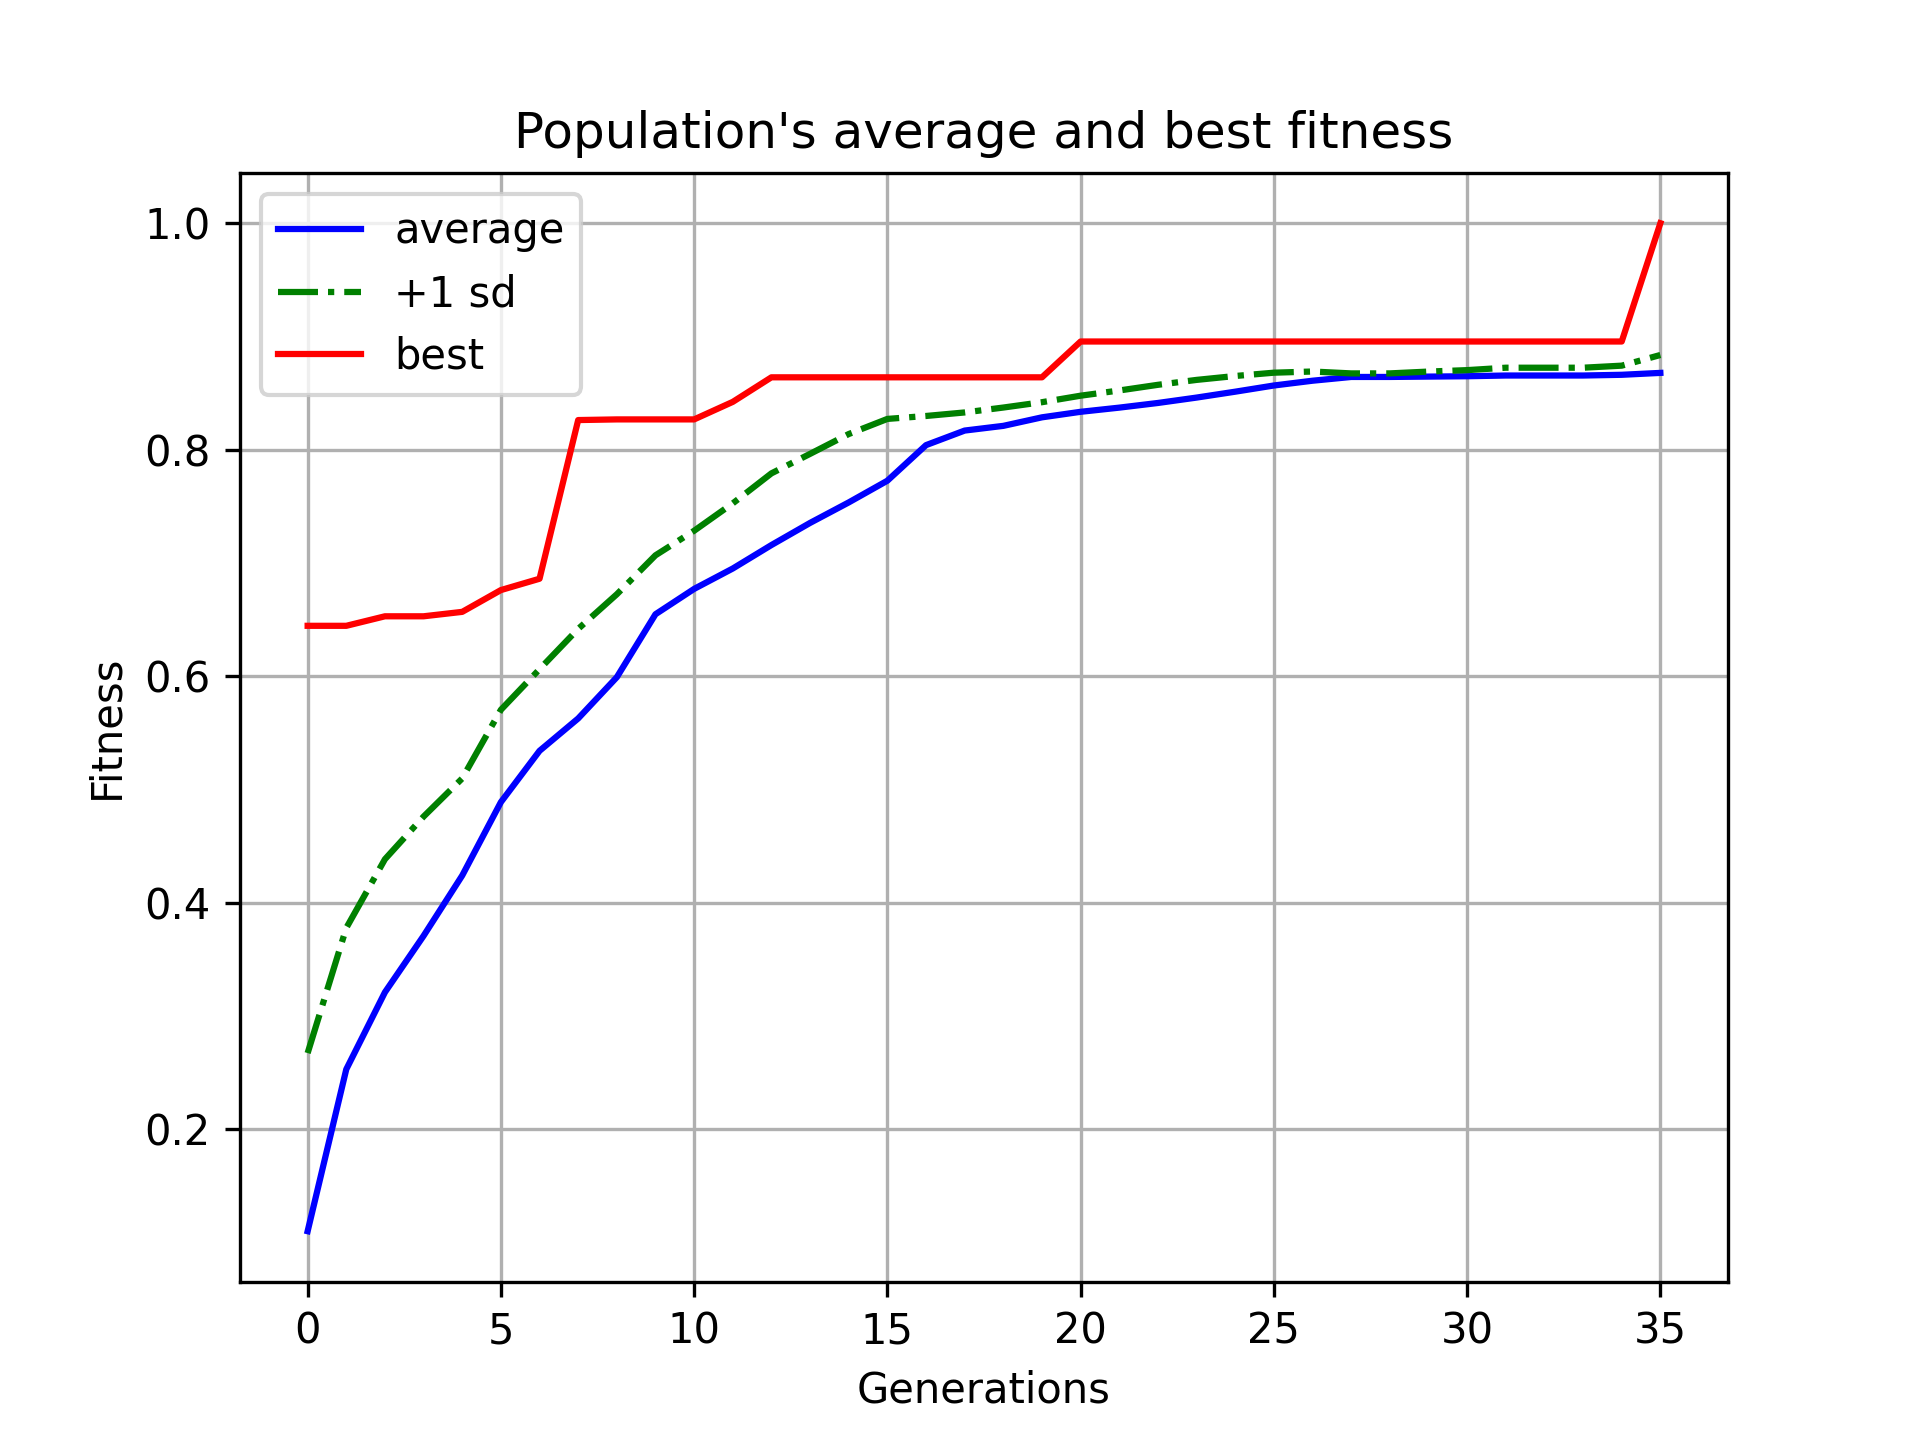 Population's average and best fitness
average
+1 sd
best
1.0
0.8
0.6
0.4
0.2
Fitness
0 5 10 15 20 25 30 35
Generations